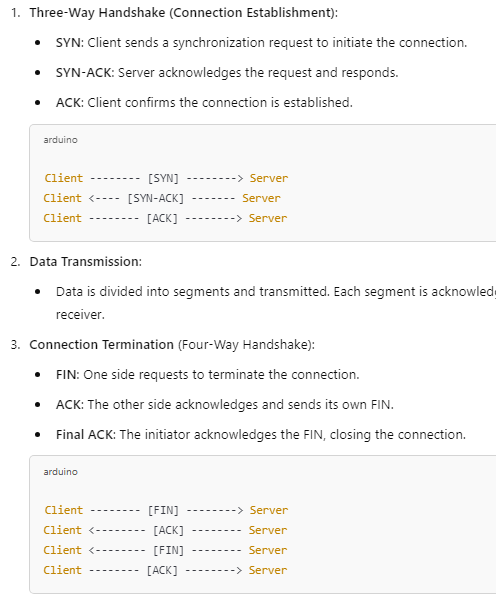 1. Three-Way Handshake (Connection Establishment):
• SYN: Client sends a synchronization request to initiate the connection.
• SYN-ACK: Server acknowledges the request and responds.
• ACK: Client confirms the connection is established.
arduino
Client -------- [SYN] --------> Server
Client <---- [SYN-ACK] ------- Server
Client -------- [ACK] --------> Server
2. Data Transmission:
• Data is divided into segments and transmitted. Each segment is
receiver.
3. Connection Termination (Four-Way Handshake):
• FIN: One side requests to terminate the connection.
• ACK: The other side acknowledges and sends its own FIN.
• Final ACK: The initiator acknowledges the FIN, closing the connection.
arduino
Client -------- [FIN] --------> Server
Client <-------- [ACK] -------- Server
Client <-------- [FIN] -------- Server
Client -------- [ACK] --------> Server